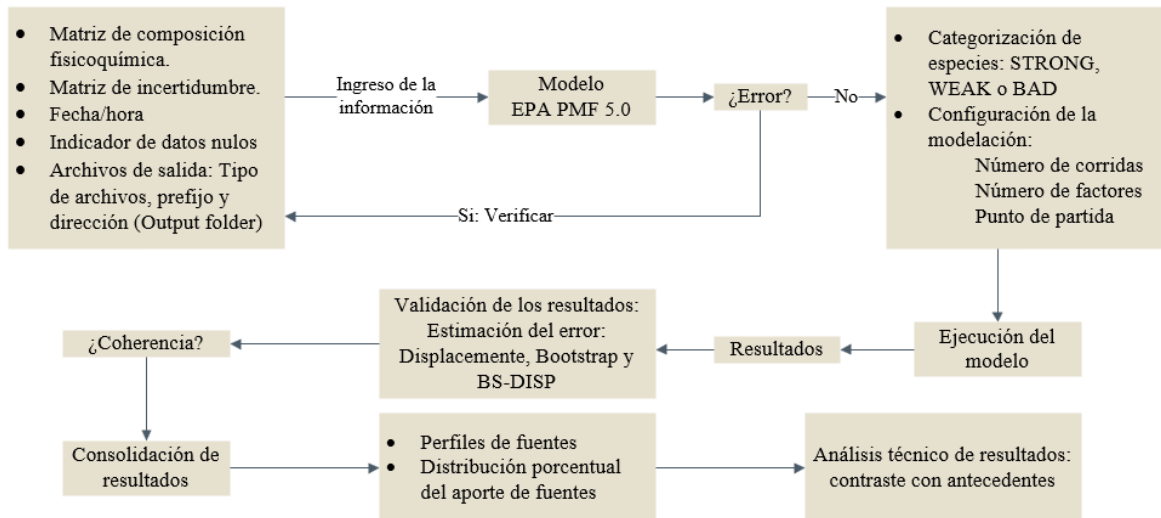 Matriz de composición
fisicoquímica.
Matriz de incertidumbre.
Fecha/hora
Indicador de datos nulos
Archivos de salida: Tipo
de archivos, prefijo y
dirección (Output folder)
Ingreso de la
información
Modelo
EPA PMF 5.0
¿Error?
No
Si: Verificar
Categorización de
especies: STRONG,
WEAK o BAD
Configuración de la
modelación:
Número de corridas
Número de factores
Punto de partida
Ejecución del
modelo
Resultados
Validación de los resultados:
Estimación del error:
Displacemente, Bootstrap y
BS-DISP
¿Coherencia?
Consolidación de
resultados
Perfiles de fuentes
Distribución porcentual
del aporte de fuentes
Análisis técnico de resultados:
contraste con antecedentes